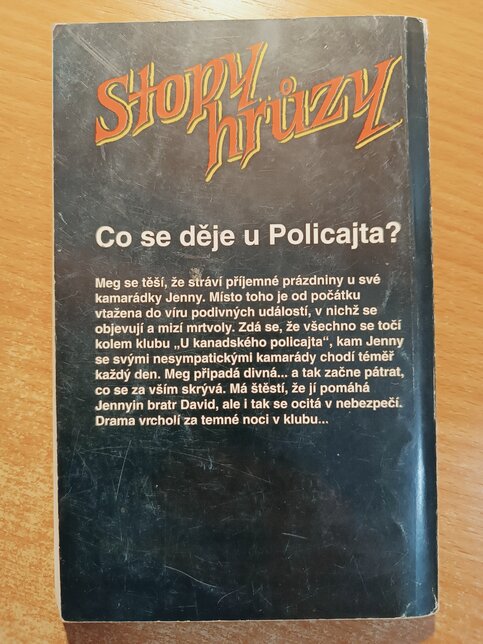 Stopy
hrůzy
Co se děje u Policajta?
Meg se těší, že stráví příjemné prázdniny u své
kamarádky Jenny. Místo toho je od počátku
vtažena do víru podivných událostí, v nichž se
objevují a mizí mrtvoly. Zdá se, že všechno se točí
kolem klubu „U kanadského policajta“, kam Jenny
se svými nesympatickými kamarády chodí téměř
každý den. Meg připadá divná... a tak začne pátrat,
co se za vším skrývá. Má štěstí, že jí pomáhá
Jennyin bratr David, ale i tak se ocitá v nebezpečí.
Drama vrcholí za temné noci v klubu...